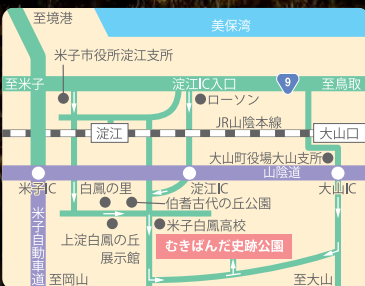 至境港
美保湾
米子市役所淀江支所
至米子
淀江IC入口
9
至鳥取
ローソン
JR山陰本線
淀江
大山口
大山町役場大山支所
山陰道
米子IC
白鳳の里
淀江IC
大山IC
伯耆古代の丘公園
米子自動車道
上淀白鳳の丘
展示館
米子白鳳高校
むきばんだ史跡公園
至岡山
至大山